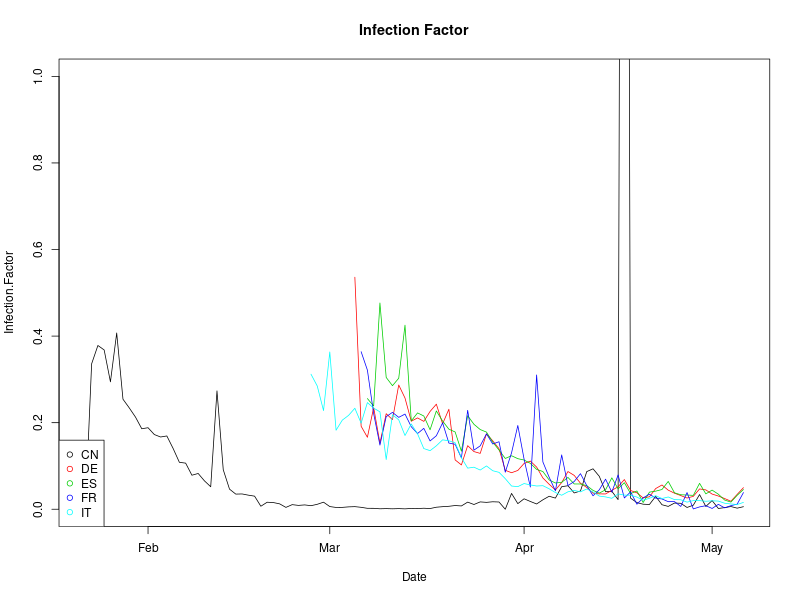 Infection Factor
Infection.Factor
1.0
0.8
0.6
0.4
0.2
0.0
CN
DE
ES
FR
IT
Feb Mar Apr May
Date